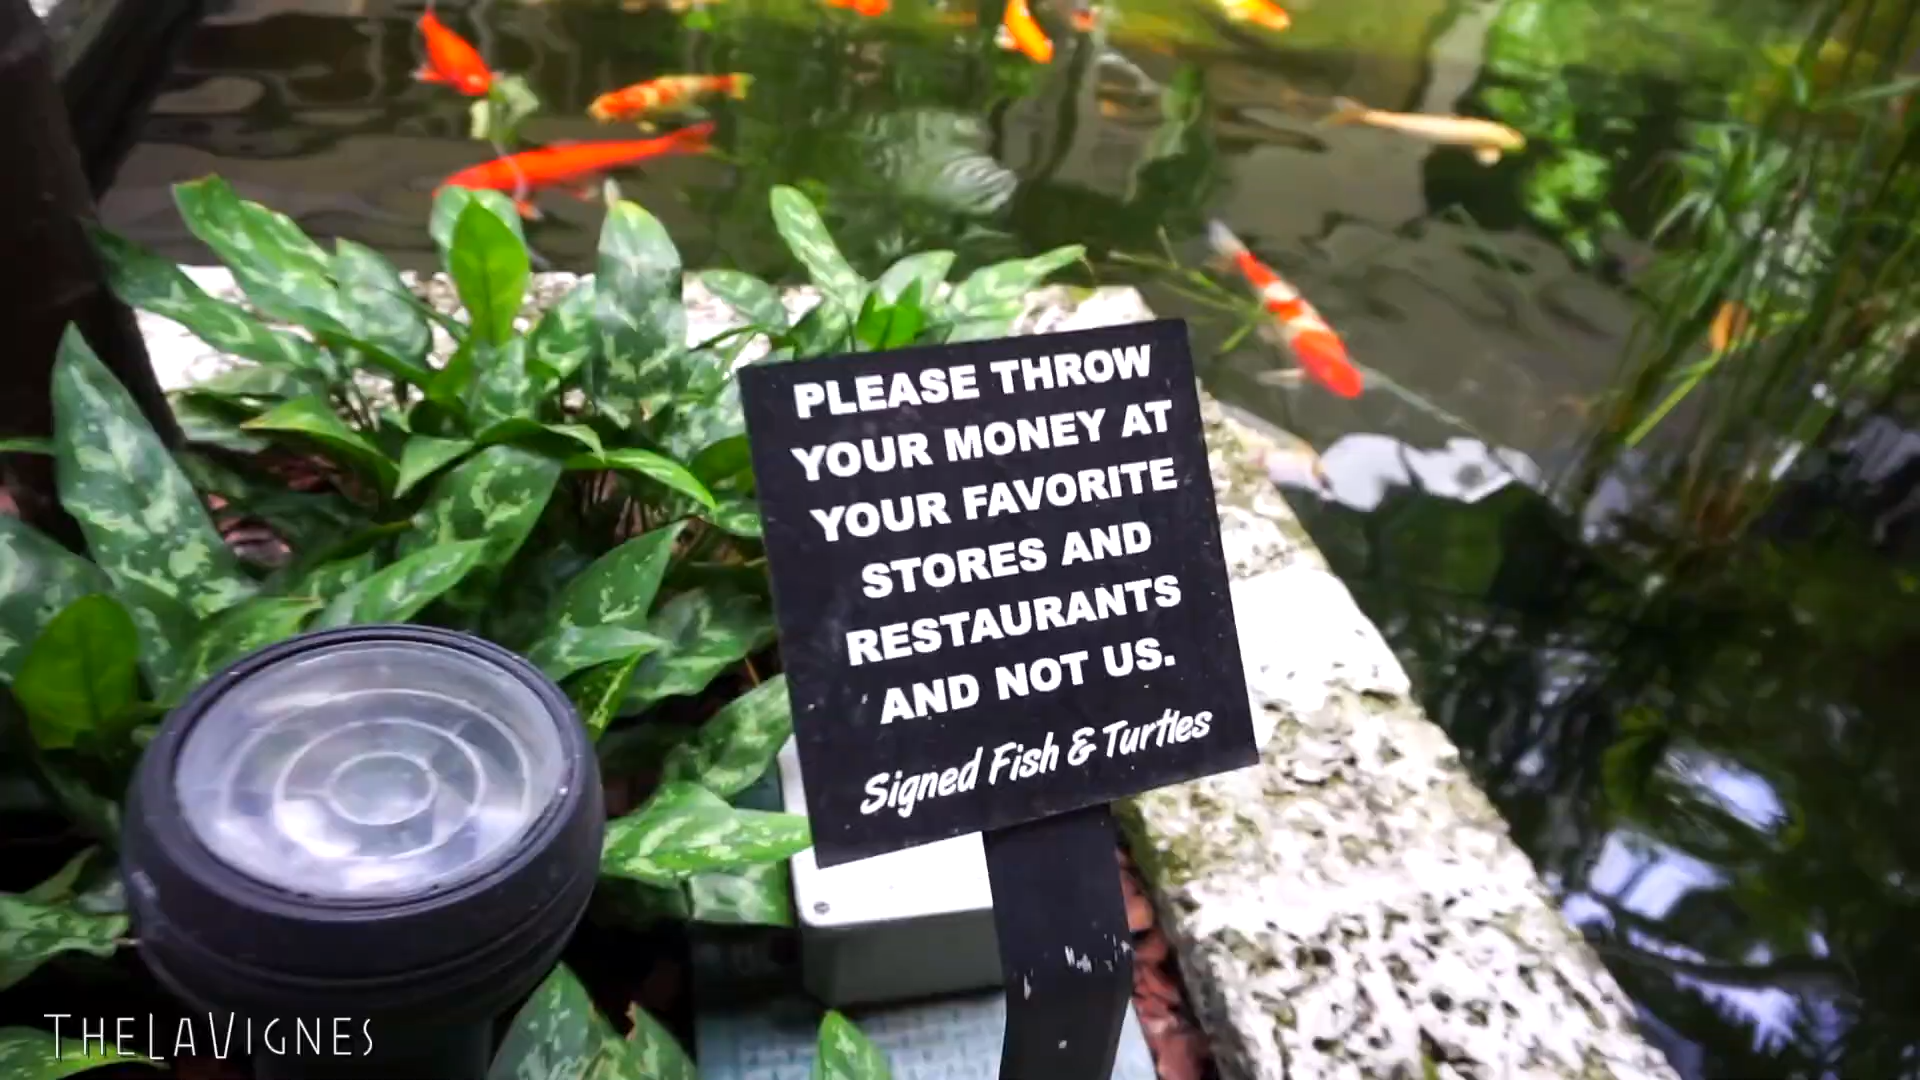 PLEASE THROW
YOUR MONEY AT
YOUR FAVORITE
STORES AND
RESTAURANTS
AND NOT US.
Signed Fish & Turtles
THELAVIGNES